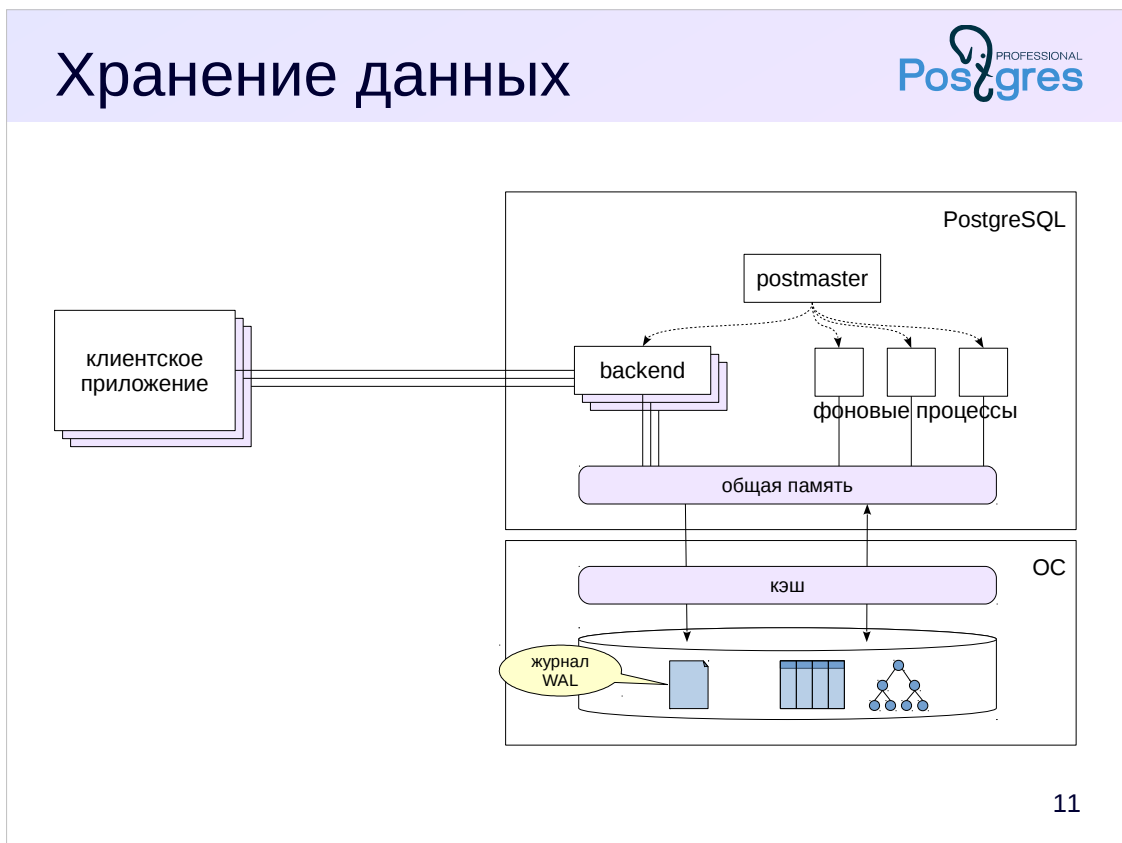 Хранение данных
PROFESSIONAL
Postgres
PostgreSQL
postmaster
клиентское
приложение
backend
фоновые процессы
общая память
ОС
кэш
журнал
WAL
11